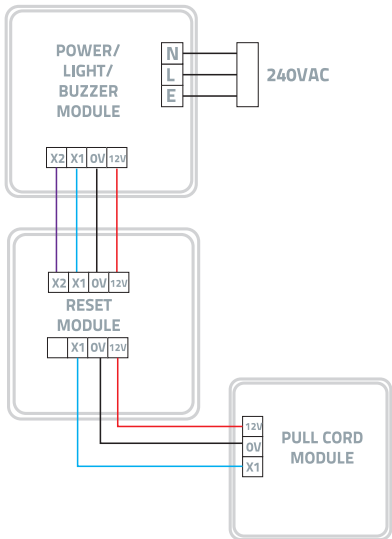 POWER/
LIGHT/
BUZZER
MODULE
N
L
E
240VAC
X2 X1 0V 12V
X2 X1 0V 12V
RESET
MODULE
X1 0V 12V
12V
0V
X1
PULL CORD
MODULE